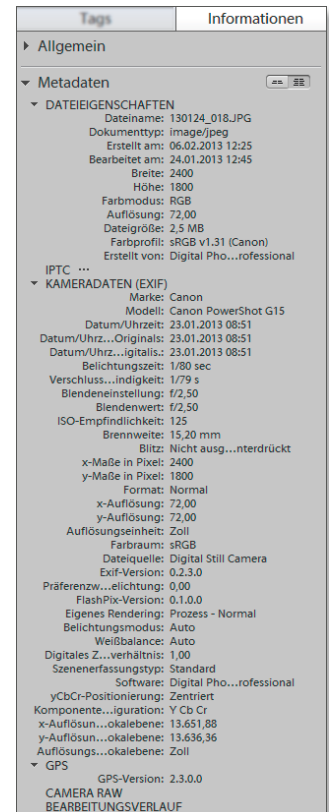 Tags Informationen
Allgemein
Metadaten
DATEIEIGENSCHAFTEN
Dateiname: 130124_018.JPG
Dokumenttyp: image/jpeg
Erstellt am: 06.02.2013 12:25
Bearbeitet am: 24.01.2013 12:45
Breite: 2400
Höhe: 1800
Farbmodus: RGB
Auflösung: 72,00
Dateigröße: 2,5 MB
Farbprofil: sRGB v1.31 (Canon)
Erstellt von: Digital Pho...rofessional
IPTC ...
KAMERADATEN (EXIF)
Marke: Canon
Modell: Canon PowerShot G15
Datum/Uhrzeit: 23.01.2013 08:51
Datum/Uhrz...Originals: 23.01.2013 08:51
Datum/Uhrz...igitalis.: 23.01.2013 08:51
Belichtungszeit: 1/80 sec
Verschluss...indigkeit: 1/79 s
Blendeneinstellung: f/2,50
Blendenwert: f/2,50
ISO-Empfindlichkeit: 125
Brennweite: 15,20 mm
Blitz: Nicht ausg...nterdrückt
x-Maße in Pixel: 2400
y-Maße in Pixel: 1800
Format: Normal
x-Auflösung: 72,00
y-Auflösung: 72,00
Auflösungseinheit: Zoll
Farbraum: sRGB
Dateiquelle: Digital Still Camera
Exif-Version: 0.2.3.0
Präferenzw...elichtung: 0,00
FlashPix-Version: 0.1.0.0
Eigenes Rendering: Prozess - Normal
Belichtungsmodus: Auto
Weißbalance: Auto
Digitales Z...verhältnis: 1,00
Szenenerfassungstyp: Standard
Software: Digital Pho...rofessional
yCbCr-Positionierung: Zentriert
Komponente...iguration: Y Cb Cr
x-Auflösun...okalebene: 13.651,88
y-Auflösun...okalebene: 13.636,36
Auflösungs...okalebene: Zoll
GPS
GPS-Version: 2.3.0.0
CAMERA RAW
BEARBEITUNGSVERLAUF